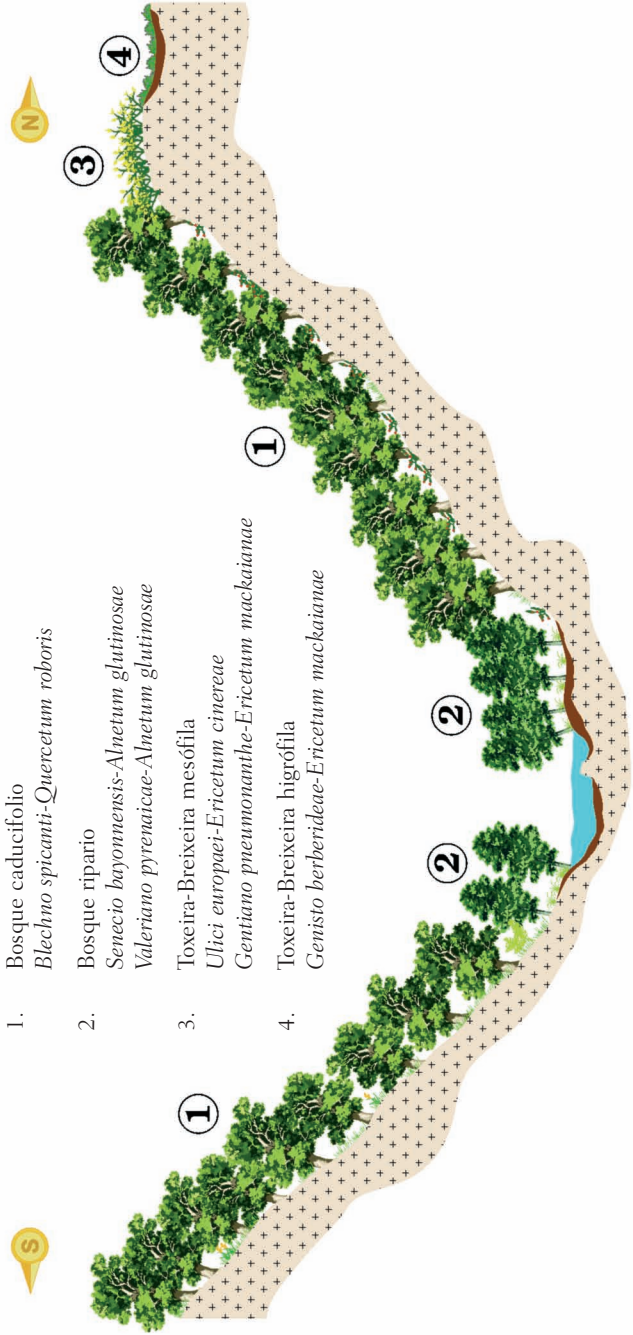 1. Bosque caducifolio
Blechno spicanti-Quercetum roboris
2. Bosque ripario
Senecio bayonnensis-Alnetum glutinosae
Valeriano pyrenaicae-Alnetum glutinosae
3. Toxeira-Breixeira mesófila
Ulici europaei-Ericetum cinereae
Gentiano pneumonanthe-Ericetum mackaianae
4. Toxeira-Breixeira higrófila
Genisto berberideae-Ericetum mackaianae
S
N
1
2
2
1
3
4